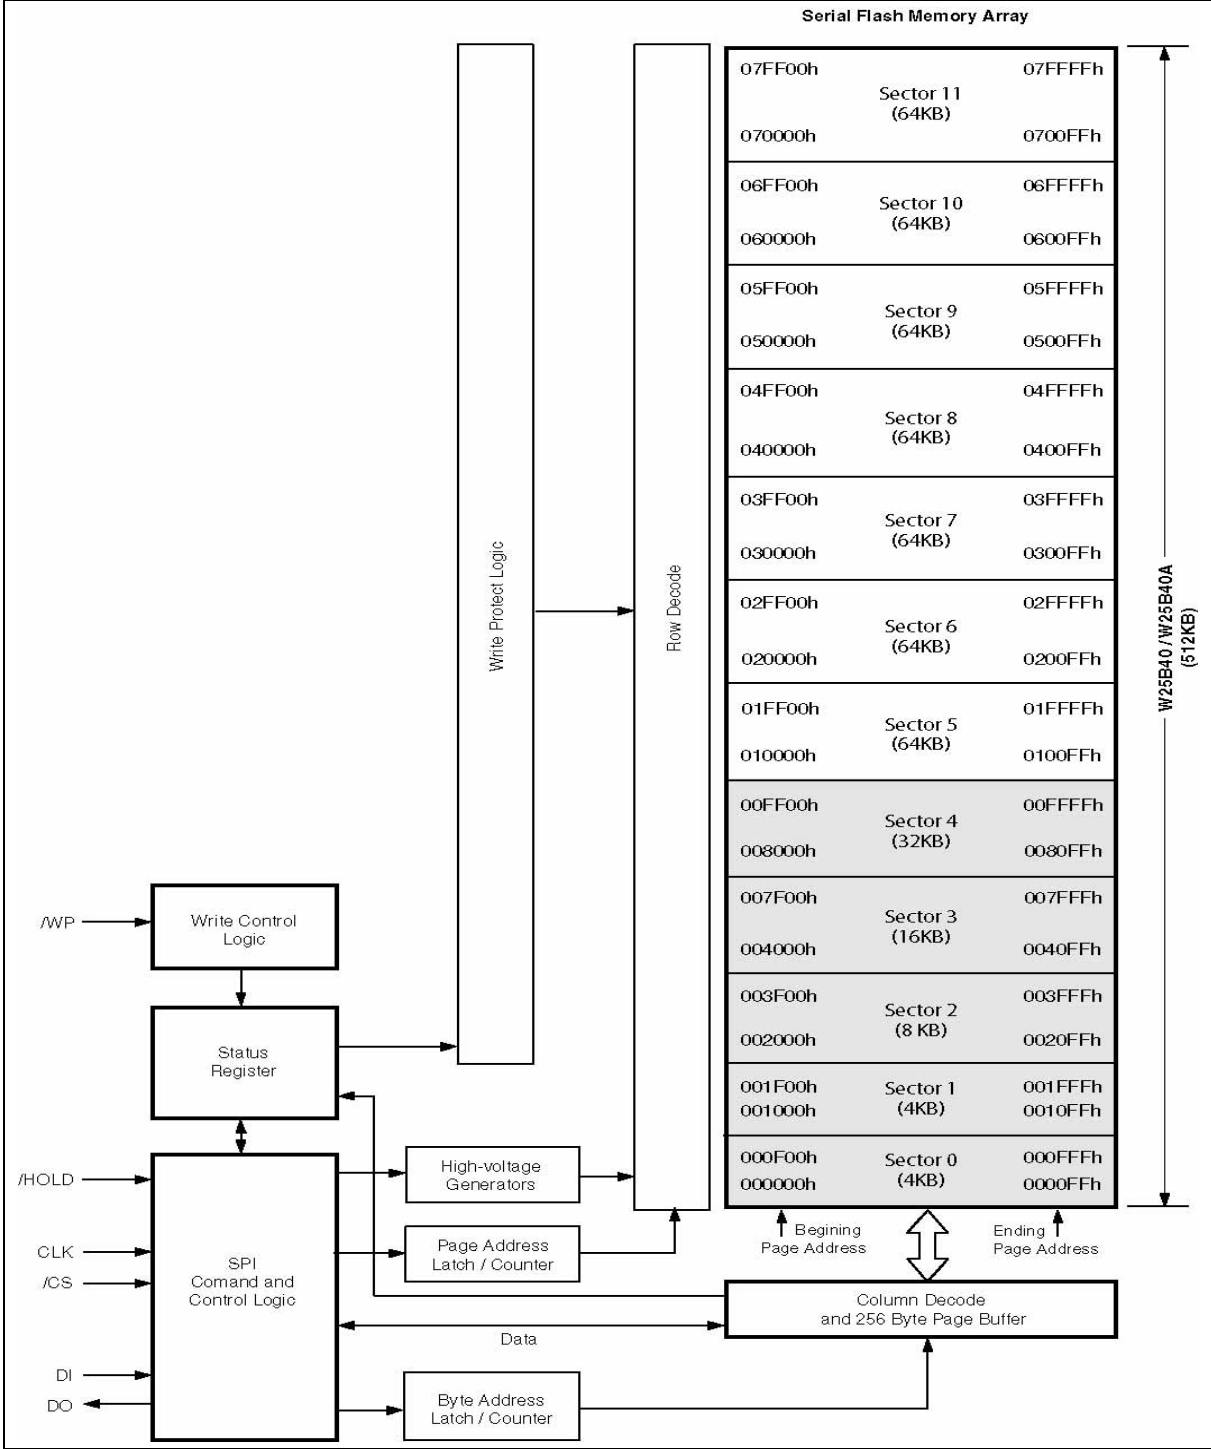 Serial Flash Memory Array
07FF00h 07FFFFh
Sector 11
(64KB)
070000h 0700FFh
06FF00h 06FFFFh
Sector 10
(64KB)
060000h 0600FFh
05FF00h 05FFFFh
Sector 9
(64KB)
050000h 0500FFh
04FF00h 04FFFFh
Sector 8
(64KB)
040000h 0400FFh
03FF00h 03FFFFh
Sector 7
(64KB)
030000h 0300FFh
02FF00h 02FFFFh
Sector 6
(64KB)
020000h 0200FFh
01FF00h 01FFFFh
Sector 5
(64KB)
010000h 0100FFh
00FF00h 00FFFFh
Sector 4
(32KB)
008000h 0080FFh
007F00h 007FFFh
Sector 3
(16KB)
004000h 0040FFh
003F00h 003FFFh
Sector 2
(8 KB)
002000h 0020FFh
001F00h 001FFFh
Sector 1
(4KB)
001000h 0010FFh
000F00h 000FFFh
Sector 0
(4KB)
000000h 0000FFh
W25B40 / W25B40A
(512KB)
Write Protect Logic
Row Decode
/WP
Write Control
Logic
Status
Register
/HOLD
CLK
/CS
DI
DO
SPI
Comand and
Control Logic
High-voltage
Generators
Page Address
Latch / Counter
Begining
Page Address
Ending
Page Address
Column Decode
and 256 Byte Page Buffer
Data
Byte Address
Latch / Counter